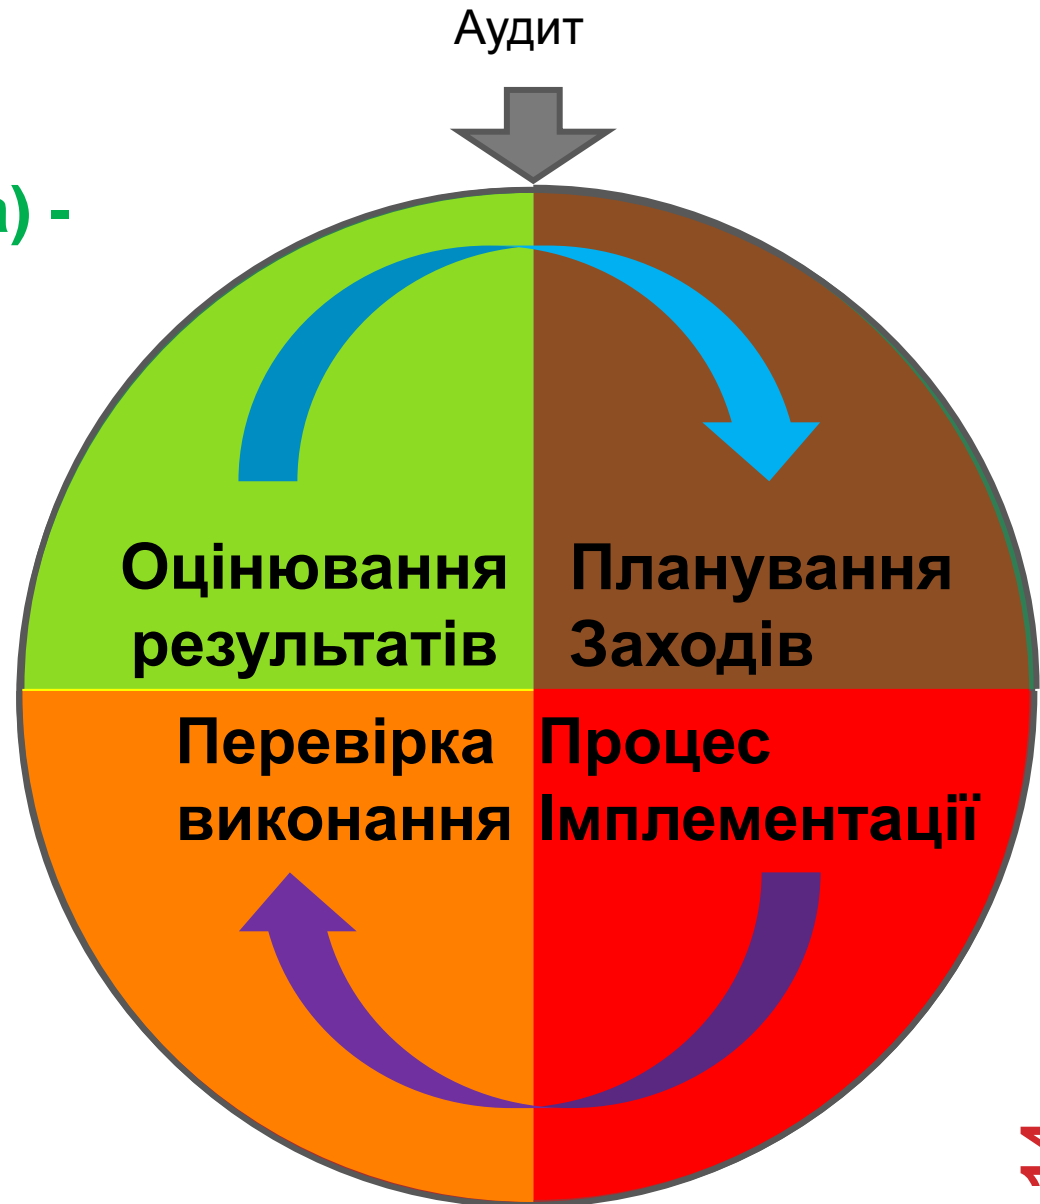 Аудит
а) -
Оцінювання
результатів
Планування
Заходів
Перевірка
виконання
Процес
Імплементації